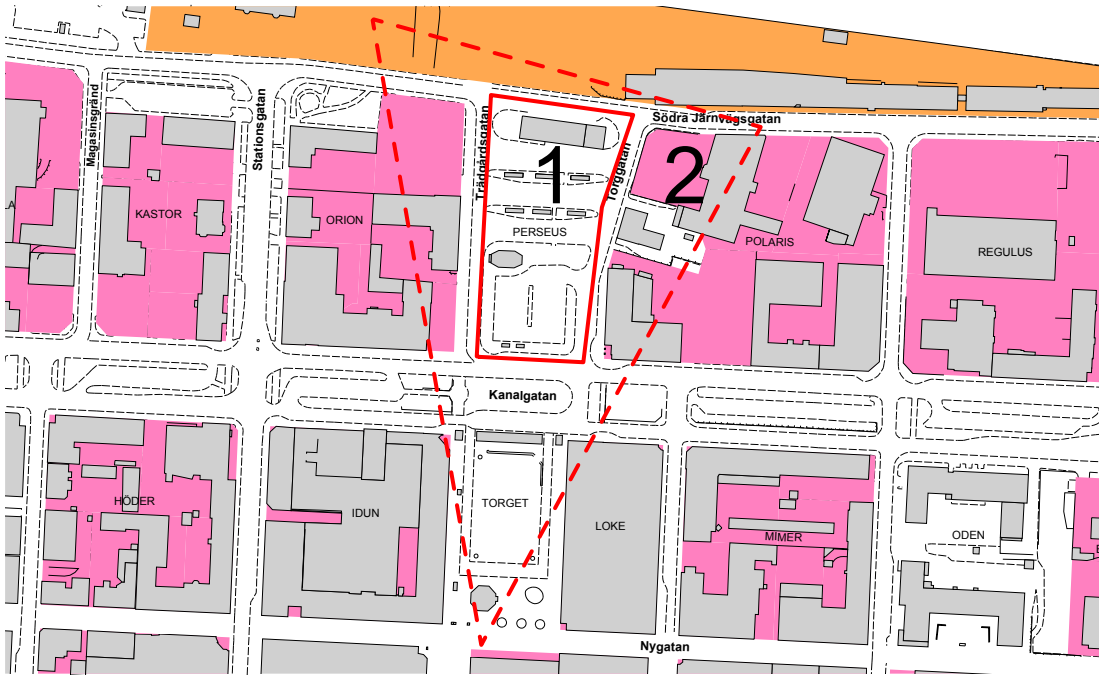 Södra Järnvägsgatan
Magasinsgränd
Stationsgatan
Trädgårdsgatan
Torggatan
1
2
KASTOR
ORION
PERSEUS
POLARIS
REGULUS
Kanalgatan
HÖDER
IDUN
TORGET
LOKE
MIMER
ODEN
Nygatan